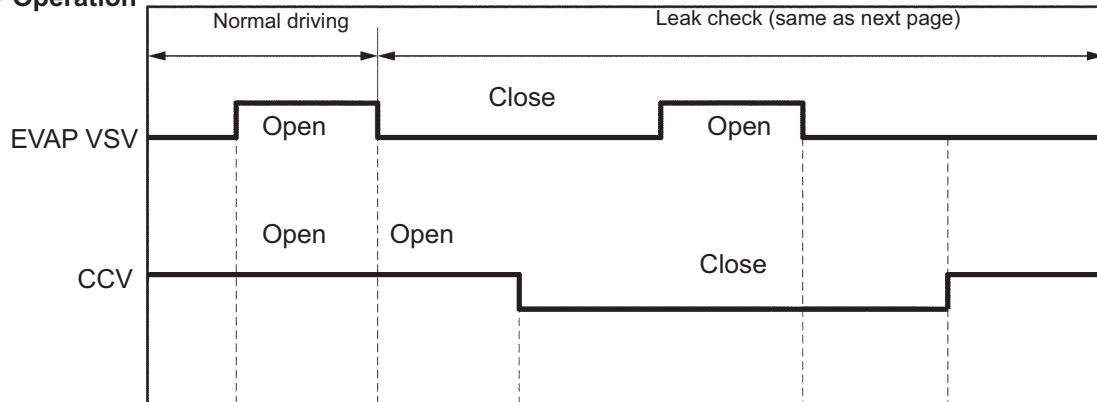 Operation
Normal driving
Leak check (same as next page)
Close
EVAP VSV
Open
Open
Open
Open
Close
CCV